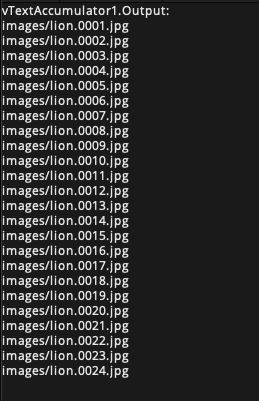 vTextAccumulator1.Output:
images/lion.0001.jpg
images/lion.0002.jpg
images/lion.0003.jpg
images/lion.0004.jpg
images/lion.0005.jpg
images/lion.0006.jpg
images/lion.0007.jpg
images/lion.0008.jpg
images/lion.0009.jpg
images/lion.0010.jpg
images/lion.0011.jpg
images/lion.0012.jpg
images/lion.0013.jpg
images/lion.0014.jpg
images/lion.0015.jpg
images/lion.0016.jpg
images/lion.0017.jpg
images/lion.0018.jpg
images/lion.0019.jpg
images/lion.0020.jpg
images/lion.0021.jpg
images/lion.0022.jpg
images/lion.0023.jpg
images/lion.0024.jpg